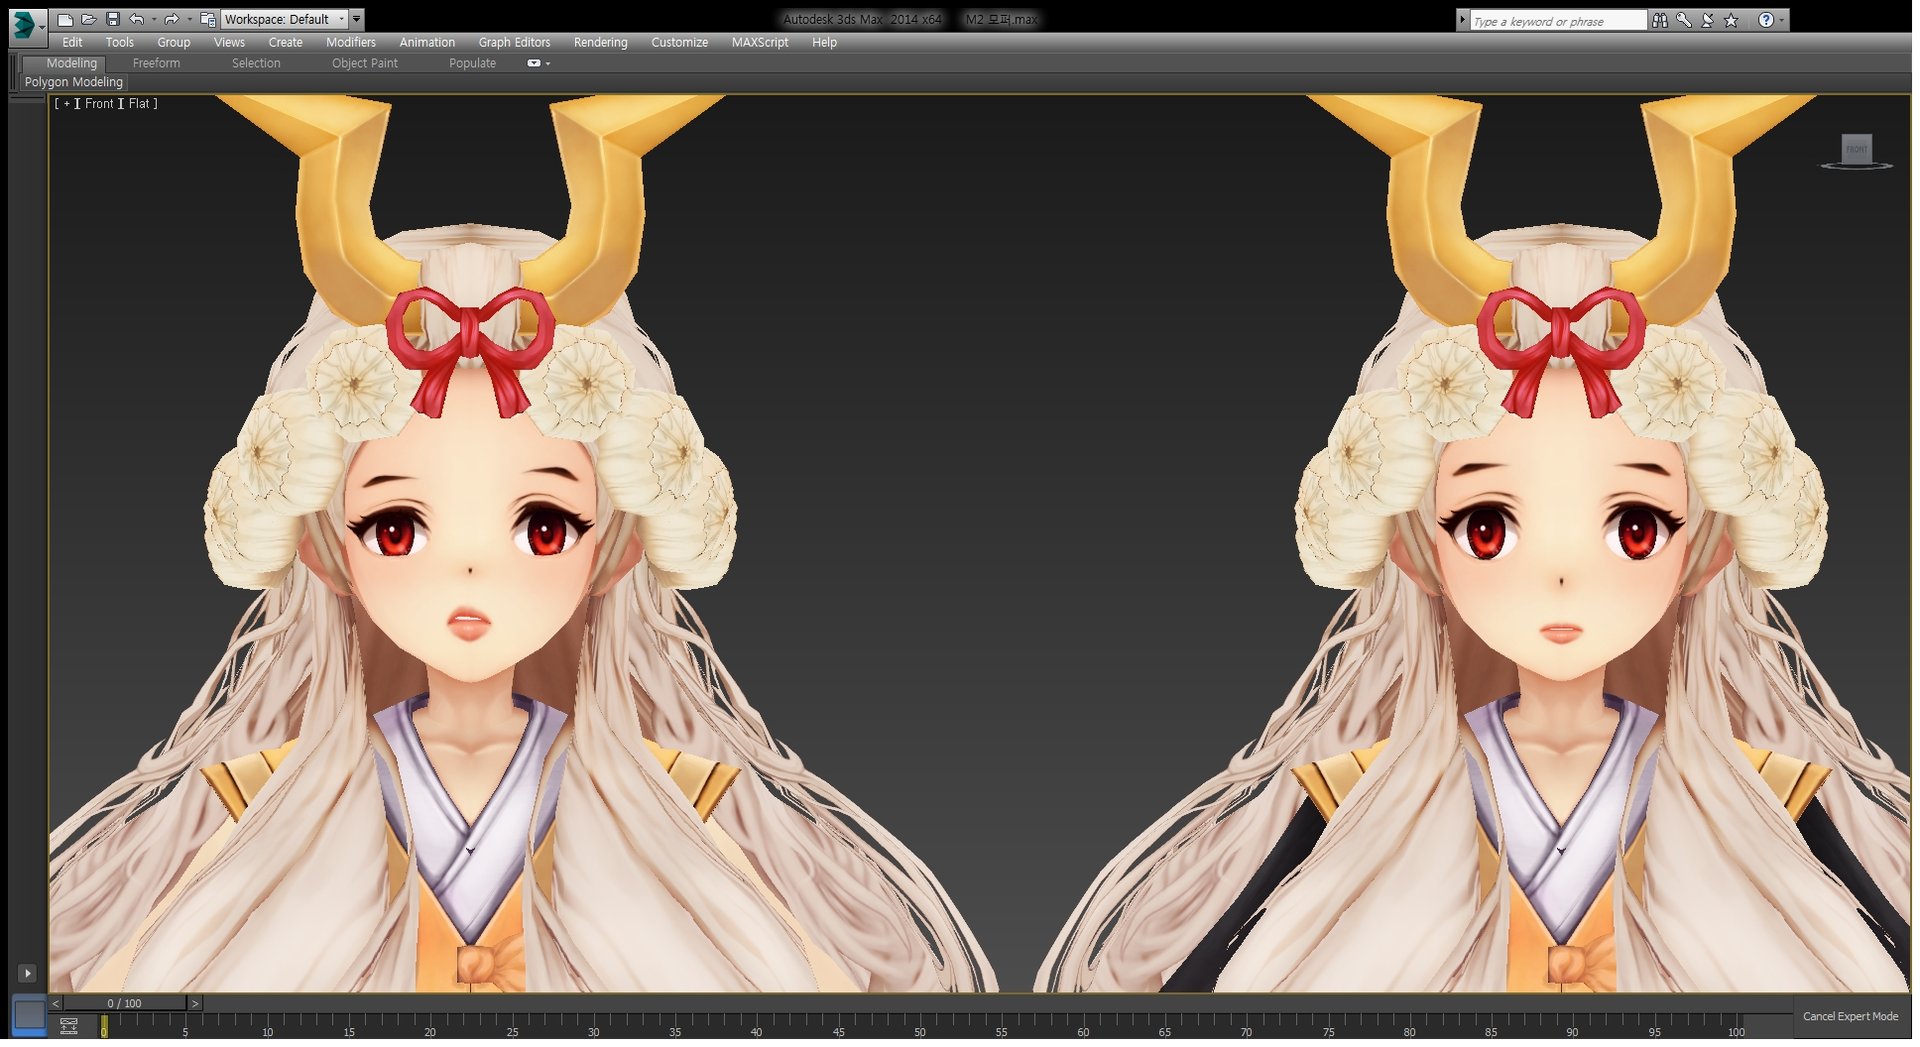 Workspace: Default
Autodesk 3ds Max 2014 x64 M2 모퍼.max
Type a keyword or phrase
Edit Tools Group Views Create Modifiers Animation Graph Editors Rendering Customize MAXScript Help
Modeling Freeform Selection Object Paint Populate
Polygon Modeling
[ + ] [ Front ] [ Flat ]
FRONT
< 0 / 100 >
0 5 10 15 20 25 30 35 40 45 50 55 60 65 70 75 80 85 90 95 100
Cancel Expert Mode